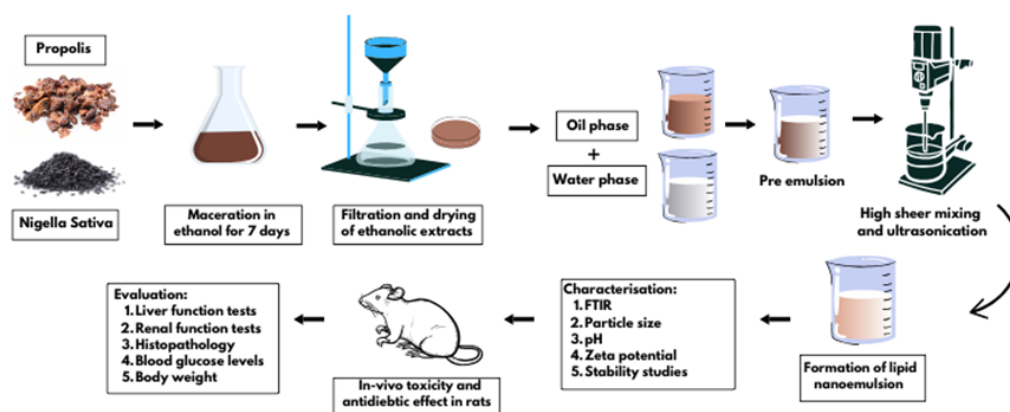 Propolis
Nigella Sativa
Maceration in
ethanol for 7 days
Filtration and drying
of ethanolic extracts
Oil phase
+
Water phase
Pre emulsion
High sheer mixing
and ultrasonication
Formation of lipid
nanoemulsion
Characterisation:
1. FTIR
2. Particle size
3. pH
4. Zeta potential
5. Stability studies
In-vivo toxicity and
antidiebtic effect in rats
Evaluation:
1. Liver function tests
2. Renal function tests
3. Histopathology
4. Blood glucose levels
5. Body weight